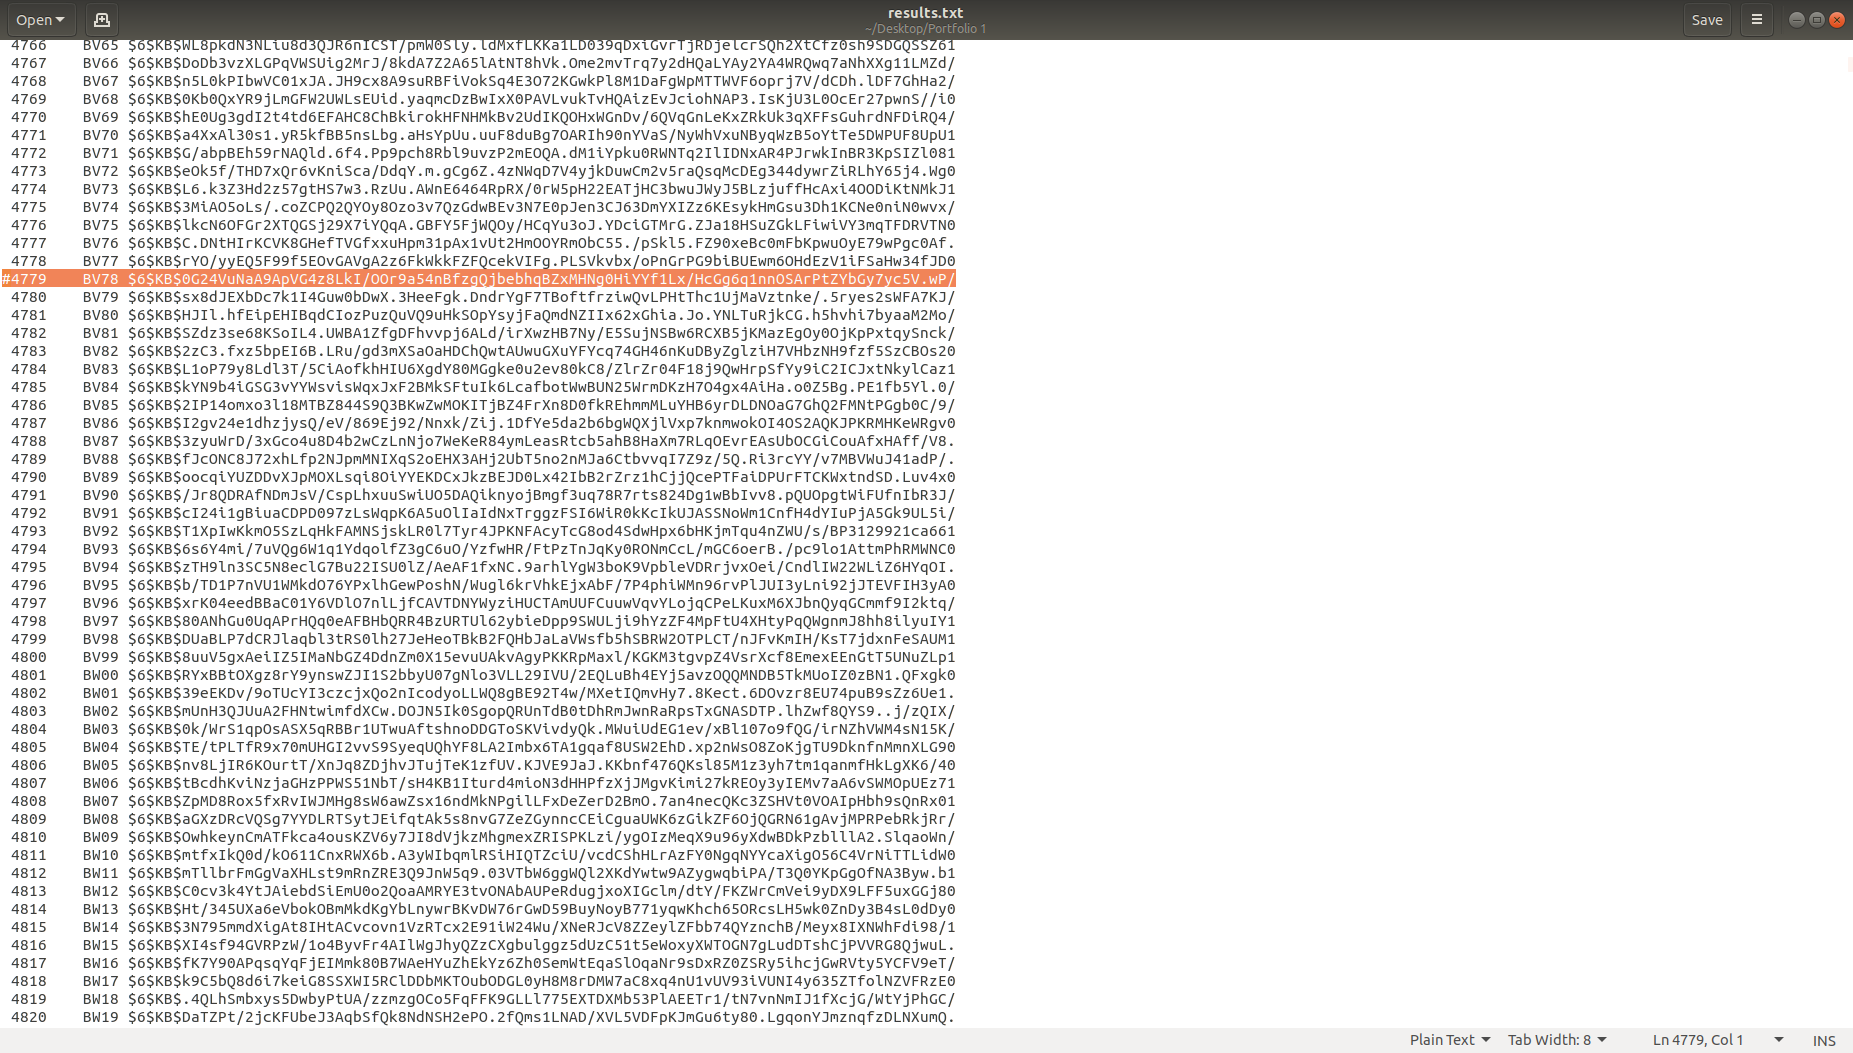 Open
results.txt
~/Desktop/Portfolio 1
Save
4766 BV65 $6$KB$WL8pkdN3NLiu8d3QJR6nICST/pmW0Sly.ldMxfLKKa1LD039qDxiGvrTjRDjelcrSQh2XtCfz0sh9SDGQSSZ61
4767 BV66 $6$KB$DoDb3vzXLGPqVWSUig2MrJ/8kdA7Z2A65lAtNT8hVk.Ome2mvTrq7y2dHQaLYAy2YA4WRQwq7aNhXXg11LMZd/
4768 BV67 $6$KB$n5L0kPIbwVC01xJA.JH9cx8A9suRBFiVokSq4E3O72KGwkPl8M1DaFgWpMTTWVF6oprj7V/dCDh.lDF7GhHa2/
4769 BV68 $6$KB$0Kb0QxYR9jLmGFW2UWLsEUid.yaqmcDzBwIxX0PAVLvukTvHQAizEvJciohNAP3.IsKjU3L0OcEr27pwnS//i0
4770 BV69 $6$KB$hE0Ug3gdI2t4td6EFAHC8ChBkirokHFNHMkBv2UdIKQOHxWGnDv/6QVqGnLeKxZRkUk3qXFFsGuhrdNFDiRQ4/
4771 BV70 $6$KB$a4XxAl30s1.yR5kfBB5nsLbg.aHsYpUu.uuF8duBg7OARIh90nYVaS/NyWhVxuNByqWzB5oYtTe5DWPUF8UpU1
4772 BV71 $6$KB$G/abpBEh59rNAQld.6f4.Pp9pch8Rbl9uvzP2mEOQA.dM1iYpku0RWNTq2IlIDNxAR4PJrwkInBR3KpSIZl081
4773 BV72 $6$KB$eOk5f/THD7xQr6vKniSca/DdqY.m.gCg6Z.4zNWqD7V4yjkDuwCm2v5raQsqMcDEg344dywrZiRLhY65j4.Wg0
4774 BV73 $6$KB$L6.k3Z3Hd2z57gtHS7w3.RzUu.AWnE6464RpRX/0rW5pH22EATjHC3bwuJWyJ5BLzjuffHcAxi4OODiKtNMkJ1
4775 BV74 $6$KB$3MiAO5oLs/.coZCPQ2QYOy8Ozo3v7QzGdwBEv3N7E0pJen3CJ63DmYXIZz6KEsykHmGsu3Dh1KCNe0niN0wvx/
4776 BV75 $6$KB$lkcN6OFGr2XTQGSj29X7iYQqA.GBFY5FjWQOy/HCqYu3oJ.YDciGTMrG.ZJa18HSuZGkLFiwiVY3mqTFDRVTN0
4777 BV76 $6$KB$C.DNtHIrKCVK8GHefTVGfxxuHpm31pAx1vUt2HmOOYRmObC55./pSkl5.FZ90xeBc0mFbKpwuOyE79wPgc0Af.
4778 BV77 $6$KB$rYO/yyEQ5F99f5EOvGAVgA2z6FkWkkFZFQcekVIFg.PLSVkvbx/oPnGrPG9biBUEwm6OHdEzV1iFSaHw34fJD0
#4779 BV78 $6$KB$0G24VuNaA9ApVG4z8LkI/OOr9a54nBfzgQjbebhqBZxMHNg0HiYYf1Lx/HcGg6q1nnOSArPtZYbGy7yc5V.wP/
4780 BV79 $6$KB$sx8dJEXbDc7k1I4Guw0bDwX.3HeeFgk.DndrYgF7TBoftfrziwQvLPHtThc1UjMaVztnke/.5ryes2sWFA7KJ/
4781 BV80 $6$KB$HJIl.hfEipEHIBqdCIozPuzQuVQ9uHkSOpYsyjFaQmdNZIIx62xGhia.Jo.YNLTuRjkCG.h5hvhi7byaaM2Mo/
4782 BV81 $6$KB$SZdz3se68KSoIL4.UWBA1ZfgDFhvvpj6ALd/irXwzHB7Ny/E5SujNSBw6RCXB5jKMazEgOy0OjKpPxtqySnck/
4783 BV82 $6$KB$2zC3.fxz5bpEI6B.LRu/gd3mXSaOaHDChQwtAUwuGXuYFYcq74GH46nKuDByZglziH7VHbzNH9fzf5SzCBOs20
4784 BV83 $6$KB$L1oP79y8Ldl3T/5CiAofkhHIU6XgdY80MGgke0u2ev80kC8/ZlrZr04F18j9QwHrpSfYy9iC2ICJxtNkylCaz1
4785 BV84 $6$KB$kYN9b4iGSG3vYYWsvisWqxJxF2BMkSFtuIk6LcafbotWwBUN25WrmDKzH7O4gx4AiHa.o0Z5Bg.PE1fb5Yl.0/
4786 BV85 $6$KB$2IP14omxo3l18MTBZ844S9Q3BKwZwMOKITjBZ4FrXn8D0fkREhmmMLuYHB6yrDLDNOaG7GhQ2FMNtPGgb0C/9/
4787 BV86 $6$KB$I2gv24e1dhzjysQ/eV/869Ej92/Nnxk/Zij.1DfYe5da2b6bgWQXjlVxp7knmwokOI4OS2AQKJPKRMHKeWRgv0
4788 BV87 $6$KB$3zyuWrD/3xGco4u8D4b2wCzLnNjo7WeKeR84ymLeasRtcb5ahB8HaXm7RLqOEvrEAsUbOCGiCouAfxHAff/V8.
4789 BV88 $6$KB$fJcONC8J72xhLfp2NJpmMNIXqS2oEHX3AHj2UbT5no2nMJa6CtbvvqI7Z9z/5Q.Ri3rcYY/v7MBVWuJ41adP/.
4790 BV89 $6$KB$oocqiYUZDDvXJpMOXLsqi8OiYYEKDCxJkzBEJD0Lx42IbB2rZrz1hCjjQcePTFaiDPUrFTCKWxtndSD.Luv4x0
4791 BV90 $6$KB$/Jr8QDRAfNDmJsV/CspLhxuuSwiUO5DAQiknyojBmgf3uq78R7rts824Dg1wBbIvv8.pQUOpgtWiFUfnIbR3J/
4792 BV91 $6$KB$cI24i1gBiuaCDPD097zLsWqpK6A5uOlIaIdNxTrggzFSI6WiR0kKcIkUJASSNoWm1CnfH4dYIuPjA5Gk9UL5i/
4793 BV92 $6$KB$T1XpIwKkmO5SzLqHkFAMNSjskLR0l7Tyr4JPKNFAcyTcG8od4SdwHpx6bHKjmTqu4nZWU/s/BP3129921ca661
4794 BV93 $6$KB$6s6Y4mi/7uVQg6W1q1YdqolfZ3gC6uO/YzfwHR/FtPzTnJqKy0RONmCcL/mGC6oerB./pc9lo1AttmPhRMWNC0
4795 BV94 $6$KB$zTH9ln3SC5N8eclG7Bu22ISU0lZ/AeAF1fxNC.9arhlYgW3boK9VpbleVDRrjvxOei/CndlIW22WLiZ6HYqOI.
4796 BV95 $6$KB$b/TD1P7nVU1WMkdO76YPxlhGewPoshN/Wugl6krVhkEjxAbF/7P4phiWMn96rvPlJUI3yLni92jJTEVFIH3yA0
4797 BV96 $6$KB$xrK04eedBBaC01Y6VDlO7nlLjfCAVTDNYWyziHUCTAmUUFCuuwVqvYLojqCPeLKuxM6XJbnQyqGCmmf9I2ktq/
4798 BV97 $6$KB$80ANhGu0UqAPrHQq0eAFBHbQRR4BzURTUl62ybieDpp9SWULji9hYzZF4MpFtU4XHtyPqQWgnmJ8hh8ilyuIY1
4799 BV98 $6$KB$DUaBLP7dCRJlaqbl3tRS0lh27JeHeoTBkB2FQHbJaLaVWsfb5hSBRW2OTPLCT/nJFvKmIH/KsT7jdxnFeSAUM1
4800 BV99 $6$KB$8uuV5gxAeiIZ5IMaNbGZ4DdnZm0X15evuUAkvAgyPKKRpMaxl/KGKM3tgvpZ4VsrXcf8EmexEEnGtT5UNuZLp1
4801 BW00 $6$KB$RYxBBtOXgz8rY9ynswZJI1S2bbyU07gNlo3VLL29IVU/2EQLuBh4EYj5avzOQQMNDB5TkMUoIZ0zBN1.QFxgk0
4802 BW01 $6$KB$39eEKDv/9oTUcYI3czcjxQo2nIcodyoLLWQ8gBE92T4w/MXetIQmvHy7.8Kect.6DOvzr8EU74puB9sZz6Ue1.
4803 BW02 $6$KB$mUnH3QJUuA2FHNtwimfdXCw.DOJN5Ik0SgopQRUnTdB0tDhRmJwnRaRpsTxGNASDTP.lhZwf8QYS9..j/zQIX/
4804 BW03 $6$KB$0k/WrS1qpOsASX5qRBBr1UTwuAftshnoDDGToSKVivdyQk.MWuiUdEG1ev/xBl107o9fQG/irNZhVWM4sN15K/
4805 BW04 $6$KB$TE/tPLTfR9x70mUHGI2vvS9SyeqUQhYF8LA2Imbx6TA1gqaf8USW2EhD.xp2nWsO8ZoKjgTU9DknfnMmnXLG90
4806 BW05 $6$KB$nv8LjIR6KOurtT/XnJq8ZDjhvJTujTeK1zfUV.KJVE9JaJ.KKbnf476QKsl85M1z3yh7tm1qanmfHkLgXK6/40
4807 BW06 $6$KB$tBcdhKviNzjaGHzPPWS51NbT/sH4KB1Iturd4mioN3dHHPfzXjJMgvKimi27kREOy3yIEMv7aA6vSWMOpUEz71
4808 BW07 $6$KB$ZpMD8Rox5fxRvIWJMHg8sW6awZsx16ndMkNPgilLFxDeZerD2BmO.7an4necQKc3ZSHVt0VOAIpHbh9sQnRx01
4809 BW08 $6$KB$aGXzDRcVQSg7YYDLRTSytJEifqtAk5s8nvG7ZeZGynncCEiCguaUWK6zGikZF6OjQGRN61gAvjMPRPebRkjRr/
4810 BW09 $6$KB$OwhkeynCmATFkca4ousKZV6y7JI8dVjkzMhgmexZRISPKLzi/ygOIzMeqX9u96yXdwBDkPzblllA2.SlqaoWn/
4811 BW10 $6$KB$mtfxIkQ0d/kO611CnxRWX6b.A3yWIbqmlRSiHIQTZciU/vcdCShHLrAzFY0NgqNYYcaXigO56C4VrNiTTLidW0
4812 BW11 $6$KB$mTllbrFmGgVaXHLst9mRnZRE3Q9JnW5q9.03VTbW6ggWQl2XKdYwtw9AZygwqbiPA/T3Q0YKpGgOfNA3Byw.b1
4813 BW12 $6$KB$C0cv3k4YtJAiebdSiEmU0o2QoaAMRYE3tvONAbAUPeRdugjxoXIGclm/dtY/FKZWrCmVei9yDX9LFF5uxGGj80
4814 BW13 $6$KB$Ht/345UXa6eVbokOBmMkdKgYbLnywrBKvDW76rGwD59BuyNoyB771yqwKhch65ORcsLH5wk0ZnDy3B4sL0dDy0
4815 BW14 $6$KB$3N795mmdXigAt8IHtACvcovn1VzRTcx2E91iW24Wu/XNeRJcV8ZZeylZFbb74QYznchB/Meyx8IXNWhFdi98/1
4816 BW15 $6$KB$XI4sf94GVRPzW/1o4ByvFr4AIlWgJhyQZzCXgbulggz5dUzC51t5eWoxyXWTOGN7gLudDTshCjPVVRG8QjwuL.
4817 BW16 $6$KB$fK7Y90APqsqYqFjEIMmk80B7WAeHYuZhEkYz6Zh0SemWtEqaSlOqaNr9sDxRZ0ZSRy5ihcjGwRVty5YCFV9eT/
4818 BW17 $6$KB$k9C5bQ8d6i7keiG8SSXWI5RClDDbMKTOubODGL0yH8M8rDMW7aC8xq4nU1vUV93iVUNI4y635ZTfolNZVFRzE0
4819 BW18 $6$KB$.4QLhSmbxys5DwbyPtUA/zzmzgOCo5FqFFK9GLLl775EXTDXMb53PlAEETr1/tN7vnNmIJ1fXcjG/WtYjPhGC/
4820 BW19 $6$KB$DaTZPt/2jcKFUbeJ3AqbSfQk8NdNSH2ePO.2fQms1LNAD/XVL5VDFpKJmGu6ty80.LgqonYJmznqfzDLNXumQ.
Plain Text
Tab Width: 8
Ln 4779, Col 1
INS